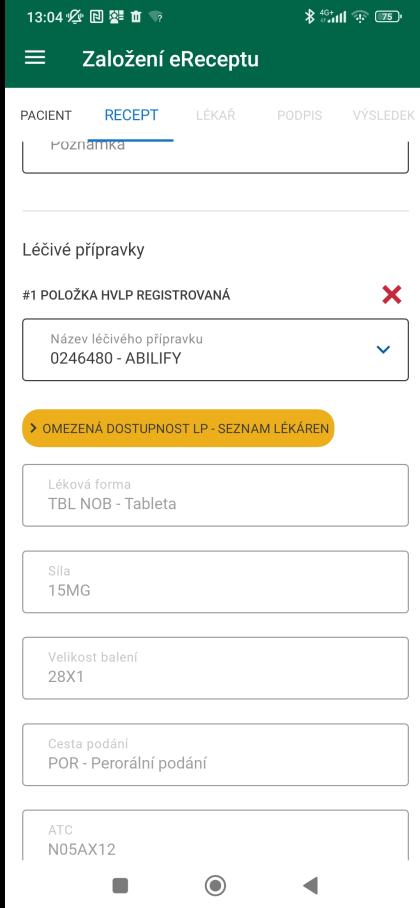 13:04
4G+
75
Založení eReceptu
PACIENT RECEPT LÉKAŘ PODPIS VÝSLEDEK
Poznámka
Léčivé přípravky
#1 POLOŽKA HVLP REGISTROVANÁ
Název léčivého přípravku
0246480 - ABILIFY
OMEZENÁ DOSTUPNOST LP - SEZNAM LÉKÁREN
Léková forma
TBL NOB - Tableta
Síla
15MG
Velikost balení
28X1
Cesta podání
POR - Perorální podání
ATC
N05AX12